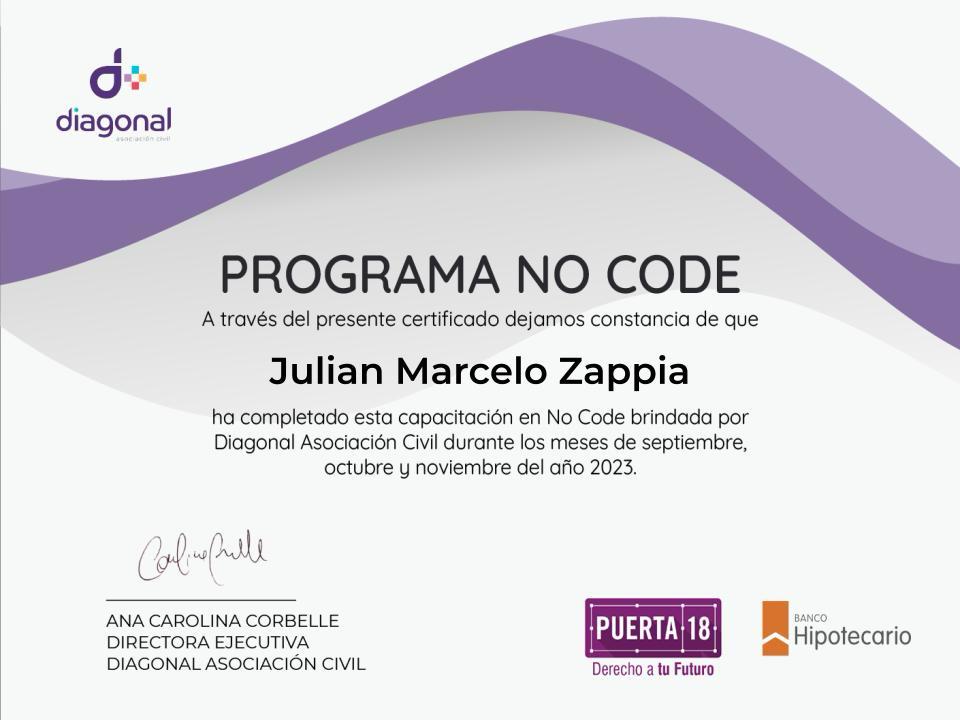 diagonal
asociación civil
PROGRAMA NO CODE
A través del presente certificado dejamos constancia de que
Julian Marcelo Zappia
ha completado esta capacitación en No Code brindada por
Diagonal Asociación Civil durante los meses de septiembre,
octubre y noviembre del año 2023.
ANA CAROLINA CORBELLE
DIRECTORA EJECUTIVA
DIAGONAL ASOCIACIÓN CIVIL
PUERTA 18
Derecho a tu Futuro
BANCO
Hipotecario